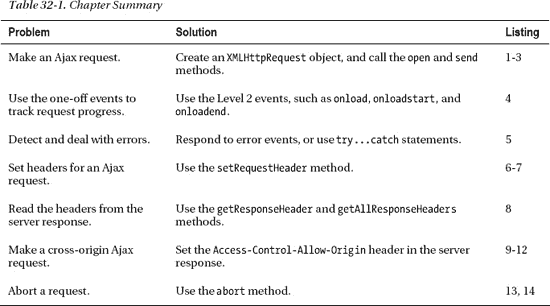 Table 32-1. Chapter Summary
Problem Solution Listing
Make an Ajax request. Create an XMLHttpRequest object, and call the open and send 1-3
methods.
Use the one-off events to Use the Level 2 events, such as onload, onloadstart, and 4
track request progress. onloadend.
Detect and deal with errors. Respond to error events, or use try...catch statements. 5
Set headers for an Ajax Use the setRequestHeader method. 6-7
request.
Read the headers from the Use the getResponseHeader and getAllResponseHeaders 8
server response. methods.
Make a cross-origin Ajax Set the Access-Control-Allow-Origin header in the server 9-12
request. response.
Abort a request. Use the abort method. 13, 14